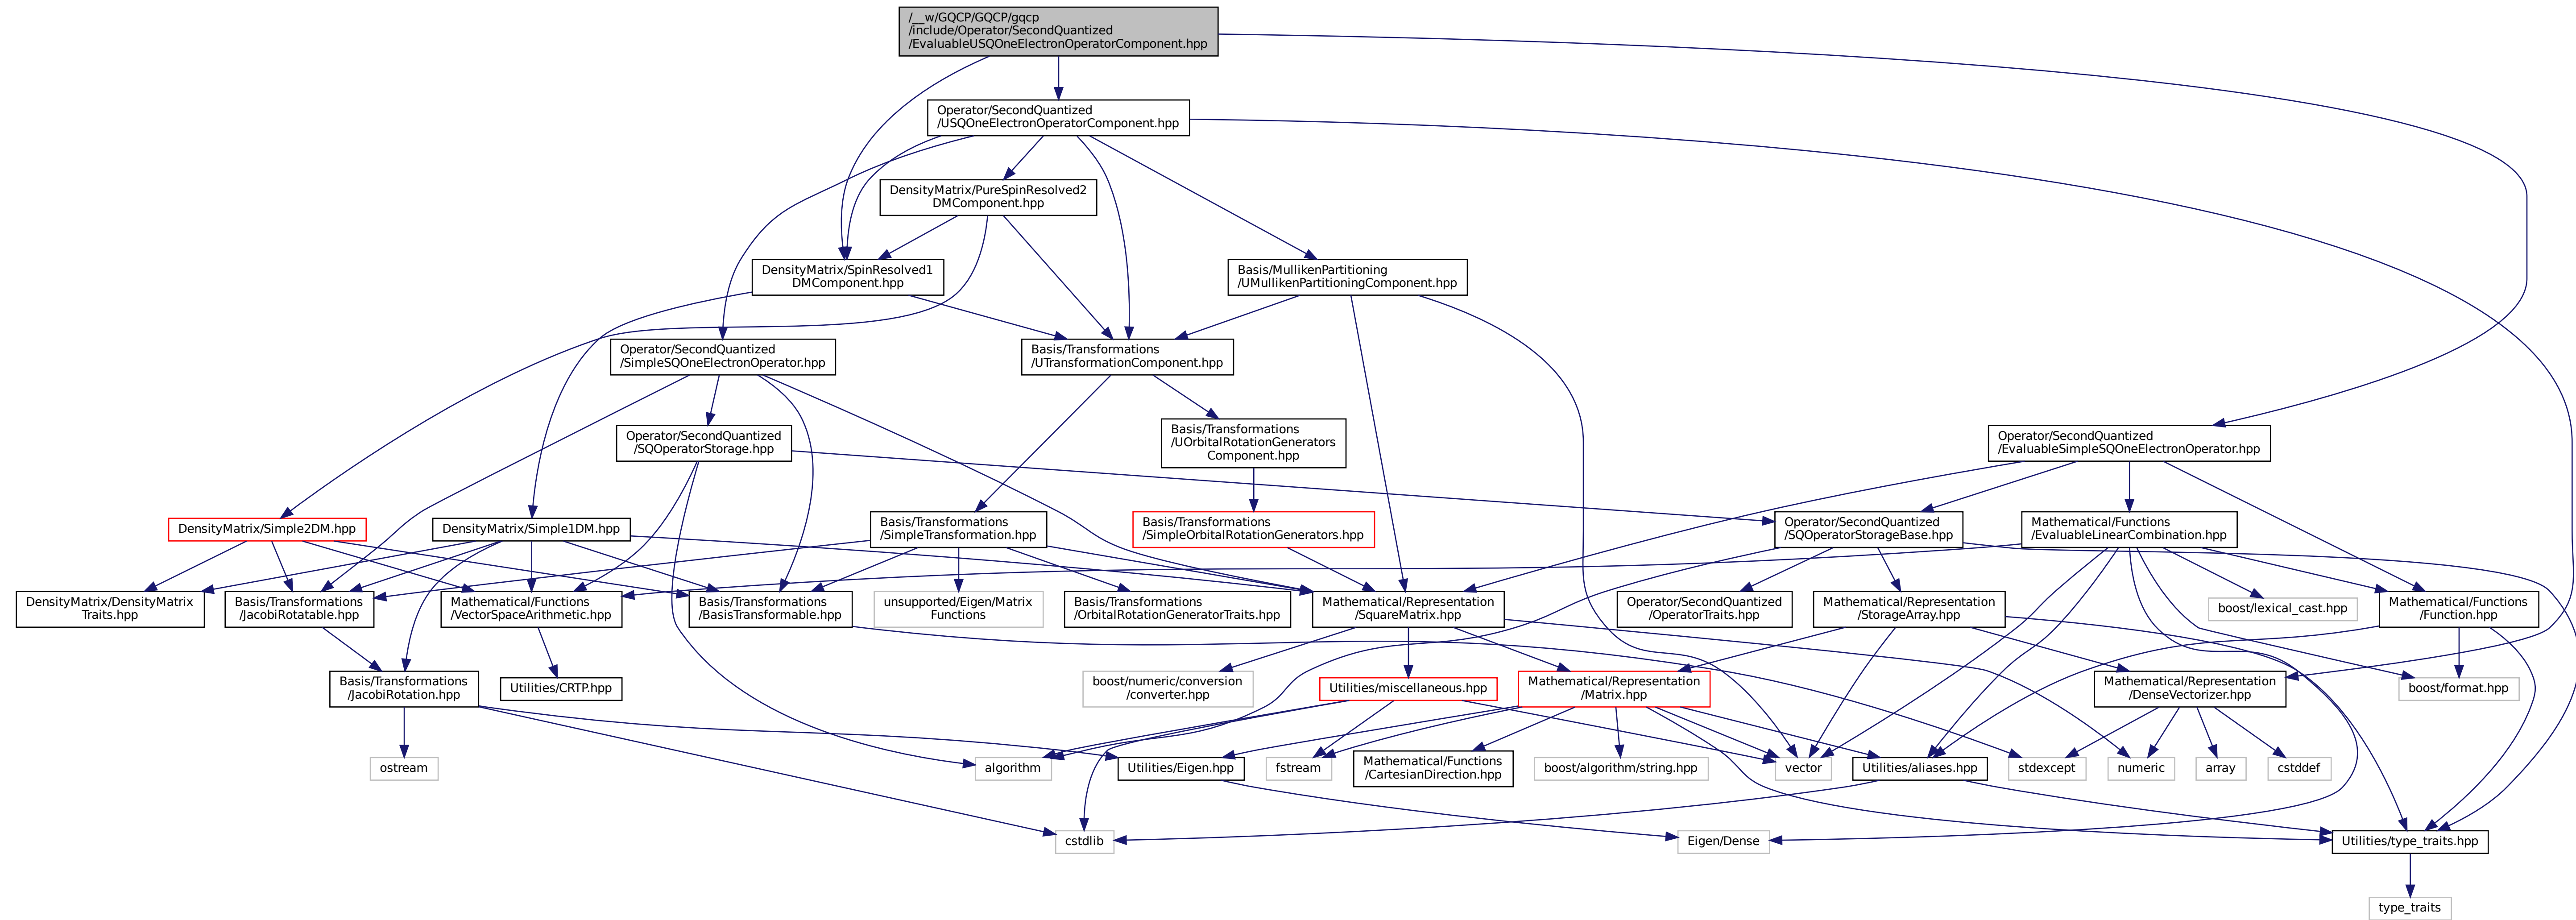 /__w/GQCP/GQCP/gqcp
/include/Operator/SecondQuantized
/EvaluableUSQOneElectronOperatorComponent.hpp
Operator/SecondQuantized
/USQOneElectronOperatorComponent.hpp
DensityMatrix/PureSpinResolved2
DMComponent.hpp
DensityMatrix/SpinResolved1
DMComponent.hpp
Basis/MullikenPartitioning
/UMullikenPartitioningComponent.hpp
Operator/SecondQuantized
/SimpleSQOneElectronOperator.hpp
Basis/Transformations
/UTransformationComponent.hpp
Operator/SecondQuantized
/SQOperatorStorage.hpp
Basis/Transformations
/UOrbitalRotationGenerators
Component.hpp
Operator/SecondQuantized
/EvaluableSimpleSQOneElectronOperator.hpp
DensityMatrix/Simple2DM.hpp
DensityMatrix/Simple1DM.hpp
Basis/Transformations
/SimpleTransformation.hpp
Basis/Transformations
/SimpleOrbitalRotationGenerators.hpp
Operator/SecondQuantized
/SQOperatorStorageBase.hpp
Mathematical/Functions
/EvaluableLinearCombination.hpp
DensityMatrix/DensityMatrix
Traits.hpp
Basis/Transformations
/JacobiRotatable.hpp
Mathematical/Functions
/VectorSpaceArithmetic.hpp
Basis/Transformations
/BasisTransformable.hpp
unsupported/Eigen/Matrix
Functions
Basis/Transformations
/OrbitalRotationGeneratorTraits.hpp
Mathematical/Representation
/SquareMatrix.hpp
Operator/SecondQuantized
/OperatorTraits.hpp
Mathematical/Representation
/StorageArray.hpp
boost/lexical_cast.hpp
Mathematical/Functions
/Function.hpp
Basis/Transformations
/JacobiRotation.hpp
Utilities/CRTP.hpp
boost/numeric/conversion
/converter.hpp
Utilities/miscellaneous.hpp
Mathematical/Representation
/Matrix.hpp
Mathematical/Representation
/DenseVectorizer.hpp
boost/format.hpp
ostream
algorithm
Utilities/Eigen.hpp
fstream
Mathematical/Functions
/CartesianDirection.hpp
boost/algorithm/string.hpp
vector
Utilities/aliases.hpp
stdexcept
numeric
array
cstddef
cstdlib
Eigen/Dense
Utilities/type_traits.hpp
type_traits